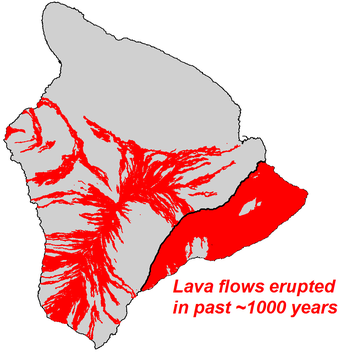 Lava flows erupted
in past ~1000 years